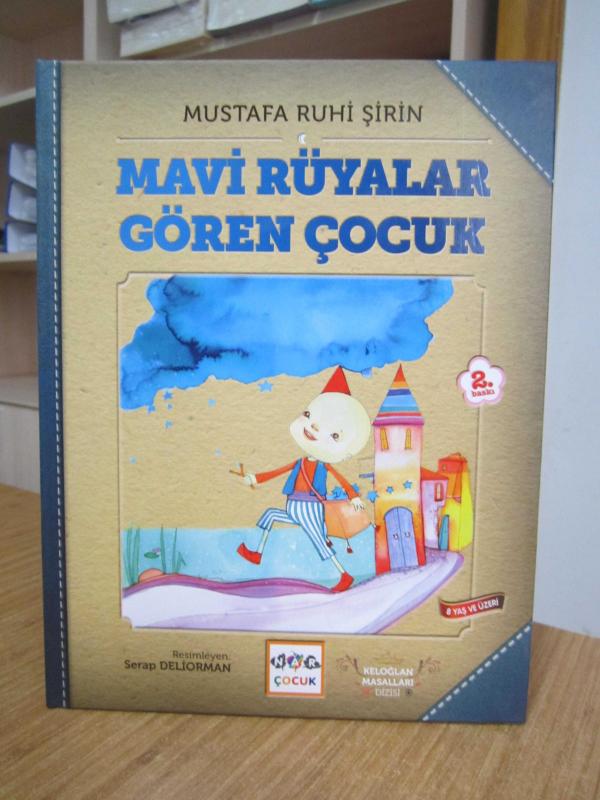 MUSTAFA RUHİ ŞİRİN
MAVİ RÜYALAR
GÖREN ÇOCUK
2.
baskı
8 YAŞ VE ÜZERİ
Resimleyen:
Serap DELİORMAN
NAR
ÇOCUK
KELOĞLAN
MASALLARI
DİZİSİ